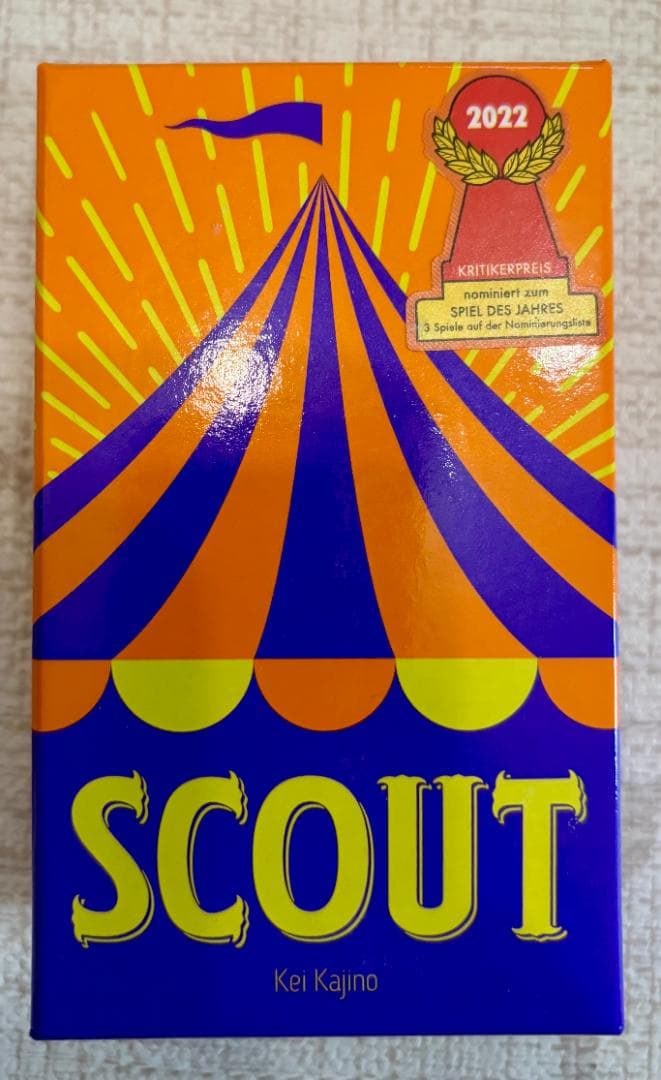 2022
KRITIKERPREIS
nominiert zum
SPIEL DES JAHRES
3 Spiele auf der Nominierungsliste
SCOUT
Kei Kajino